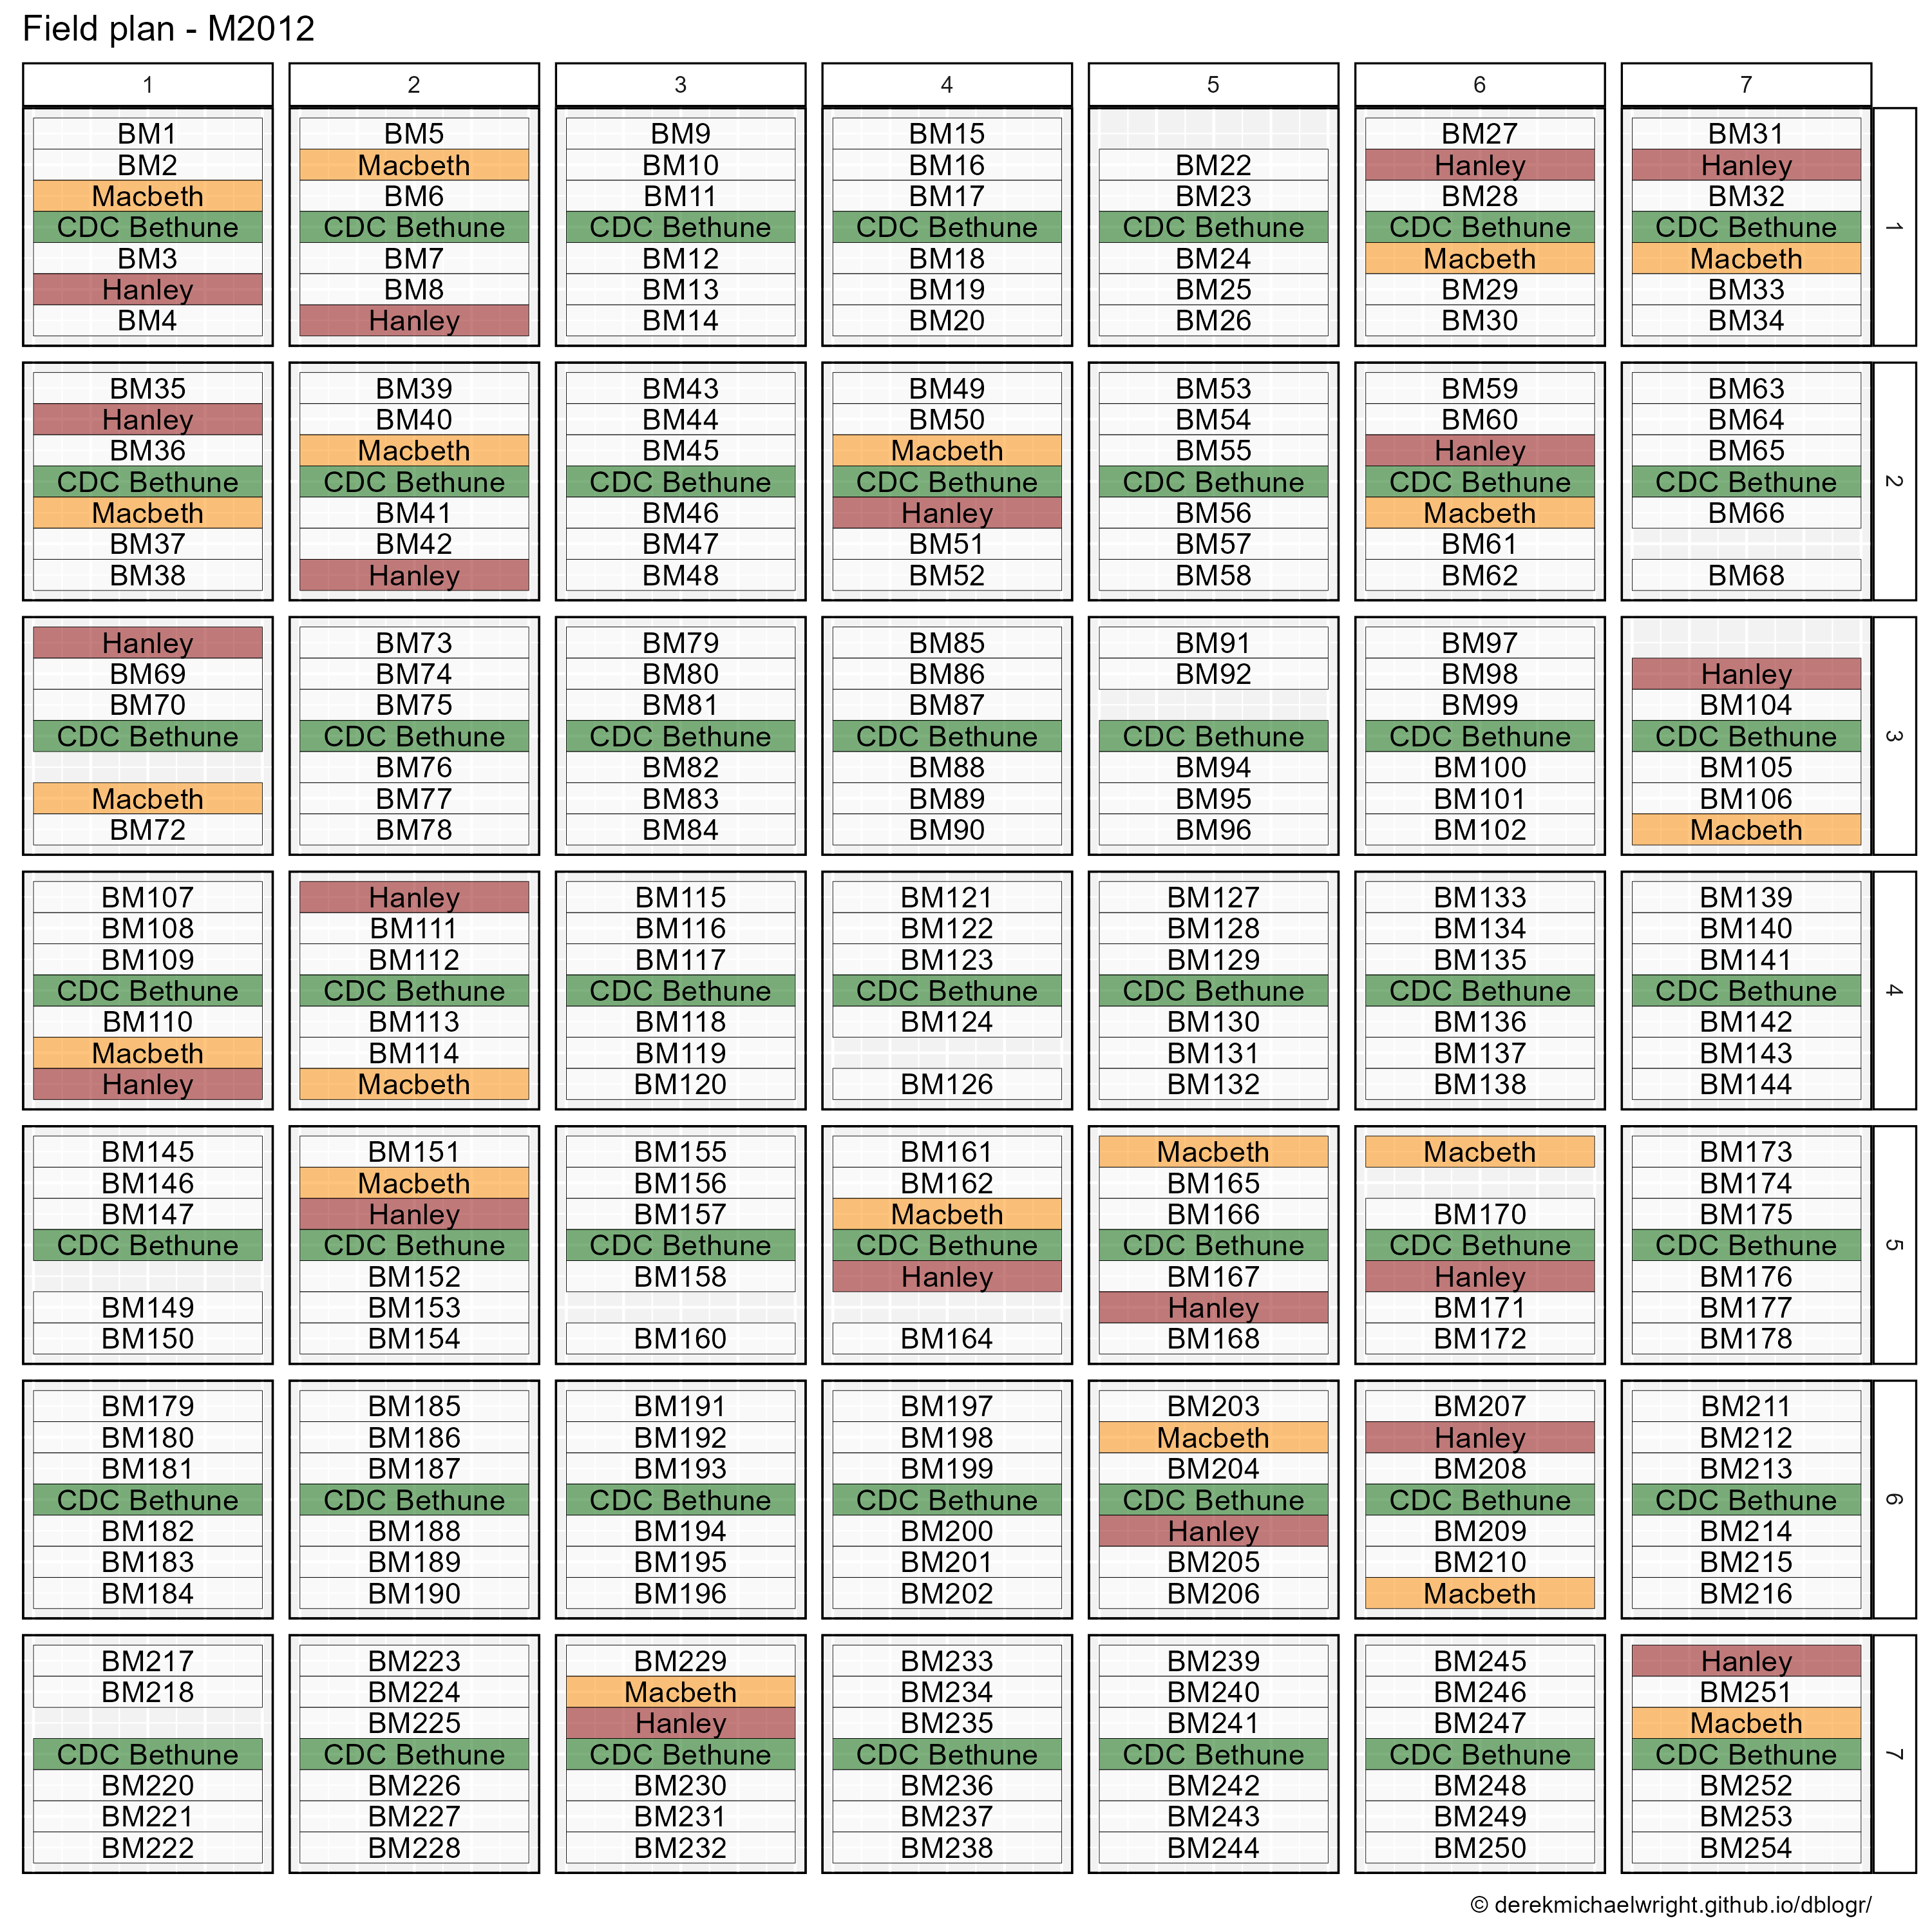 Field plan - M2012
1 2 3 4 5 6 7
BM1 BM5 BM9 BM15 BM27 BM31
BM2 Macbeth BM10 BM16 BM22 Hanley Hanley
Macbeth BM6 BM11 BM17 BM23 BM28 BM32
CDC Bethune CDC Bethune CDC Bethune CDC Bethune CDC Bethune CDC Bethune CDC Bethune 1
BM3 BM7 BM12 BM18 BM24 Macbeth Macbeth
Hanley BM8 BM13 BM19 BM25 BM29 BM33
BM4 Hanley BM14 BM20 BM26 BM30 BM34
BM35 BM39 BM43 BM49 BM53 BM59 BM63
Hanley BM40 BM44 BM50 BM54 BM60 BM64
BM36 Macbeth BM45 Macbeth BM55 Hanley BM65
CDC Bethune CDC Bethune CDC Bethune CDC Bethune CDC Bethune CDC Bethune CDC Bethune 2
Macbeth BM41 BM46 Hanley BM56 Macbeth BM66
BM37 BM42 BM47 BM51 BM57 BM61
BM38 Hanley BM48 BM52 BM58 BM62 BM68
Hanley BM73 BM79 BM85 BM91 BM97
BM69 BM74 BM80 BM86 BM92 BM98 Hanley
BM70 BM75 BM81 BM87 BM99 BM104
CDC Bethune CDC Bethune CDC Bethune CDC Bethune CDC Bethune CDC Bethune CDC Bethune 3
BM76 BM82 BM88 BM94 BM100 BM105
Macbeth BM77 BM83 BM89 BM95 BM101 BM106
BM72 BM78 BM84 BM90 BM96 BM102 Macbeth
BM107 Hanley BM115 BM121 BM127 BM133 BM139
BM108 BM111 BM116 BM122 BM128 BM134 BM140
BM109 BM112 BM117 BM123 BM129 BM135 BM141
CDC Bethune CDC Bethune CDC Bethune CDC Bethune CDC Bethune CDC Bethune CDC Bethune 4
BM110 BM113 BM118 BM124 BM130 BM136 BM142
Macbeth BM114 BM119 BM131 BM137 BM143
Hanley Macbeth BM120 BM126 BM132 BM138 BM144
BM145 BM151 BM155 BM161 Macbeth Macbeth BM173
BM146 Macbeth BM156 BM162 BM165 BM174
BM147 Hanley BM157 Macbeth BM166 BM170 BM175
CDC Bethune CDC Bethune CDC Bethune CDC Bethune CDC Bethune CDC Bethune CDC Bethune 5
BM152 BM158 Hanley BM167 Hanley BM176
BM149 BM153 Hanley BM171 BM177
BM150 BM154 BM160 BM164 BM168 BM172 BM178
BM179 BM185 BM191 BM197 BM203 BM207 BM211
BM180 BM186 BM192 BM198 Macbeth Hanley BM212
BM181 BM187 BM193 BM199 BM204 BM208 BM213
CDC Bethune CDC Bethune CDC Bethune CDC Bethune CDC Bethune CDC Bethune CDC Bethune 6
BM182 BM188 BM194 BM200 Hanley BM209 BM214
BM183 BM189 BM195 BM201 BM205 BM210 BM215
BM184 BM190 BM196 BM202 BM206 Macbeth BM216
BM217 BM223 BM229 BM233 BM239 BM245 Hanley
BM218 BM224 Macbeth BM234 BM240 BM246 BM251
BM225 Hanley BM235 BM241 BM247 Macbeth
CDC Bethune CDC Bethune CDC Bethune CDC Bethune CDC Bethune CDC Bethune CDC Bethune 7
BM220 BM226 BM230 BM236 BM242 BM248 BM252
BM221 BM227 BM231 BM237 BM243 BM249 BM253
BM222 BM228 BM232 BM238 BM244 BM250 BM254
© derekmichaelwright.github.io/dblogr/